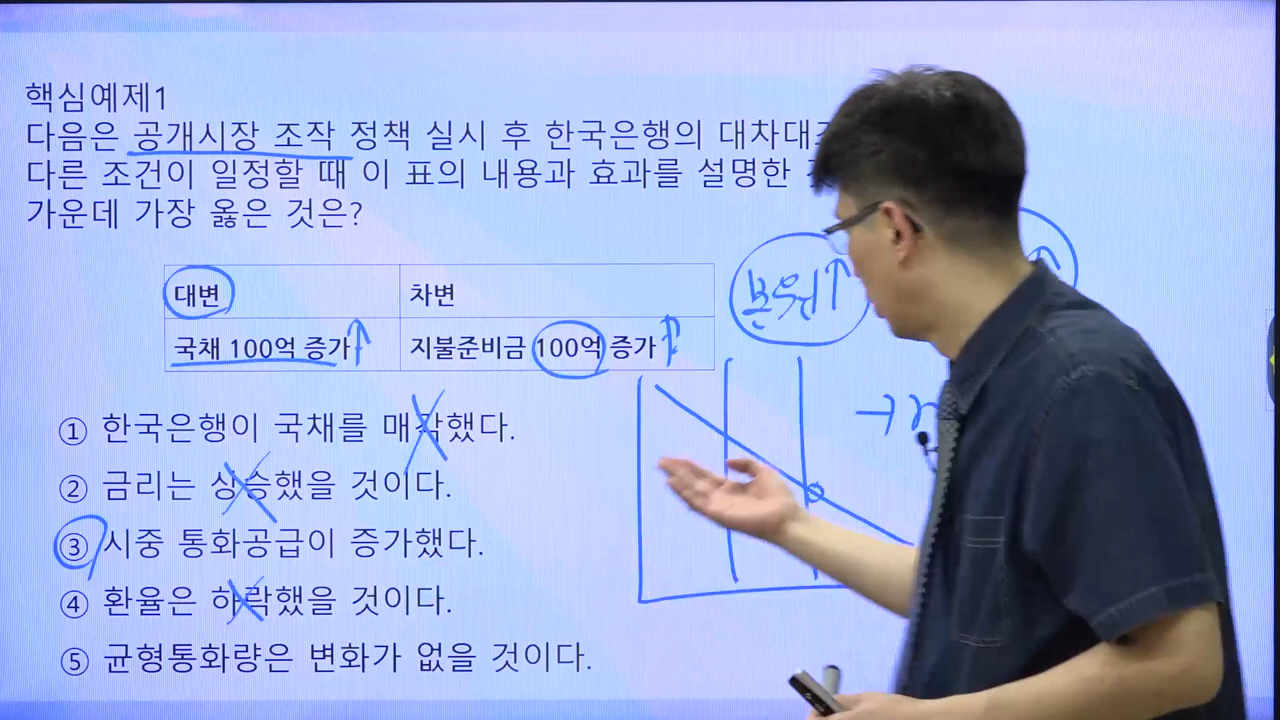 핵심예제1
다음은 공개시장 조작 정책 실시 후 한국은행의
다른 조건이 일정할 때 이 표의 내용과 효과를 설명한
가운데 가장 옳은 것은?
대변 차변
국채 100억 증가↑ 지불준비금 100억 증가↑
본원↑
① 한국은행이 국채를 매각했다.
② 금리는 상승했을 것이다.
③ 시중 통화공급이 증가했다.
④ 환율은 하락했을 것이다.
⑤ 균형통화량은 변화가 없을 것이다.